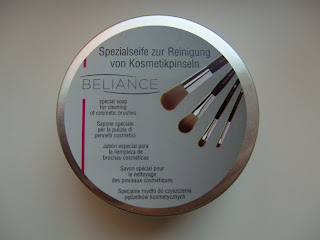 Spezialseife zur Reinigung
von Kosmetikpinseln
BELIANCE
special soap
for cleaning
of cosmetic brushes
Sapone speciale
per la pulizia di
pennelli cosmetici
Jabón especial para
la limpieza de
brochas cosméticas
Savon spécial pour
le nettoyage
des pinceaux cosmétiques
Specjalne mydło do czyszczenia
pędzelków kosmetycznych